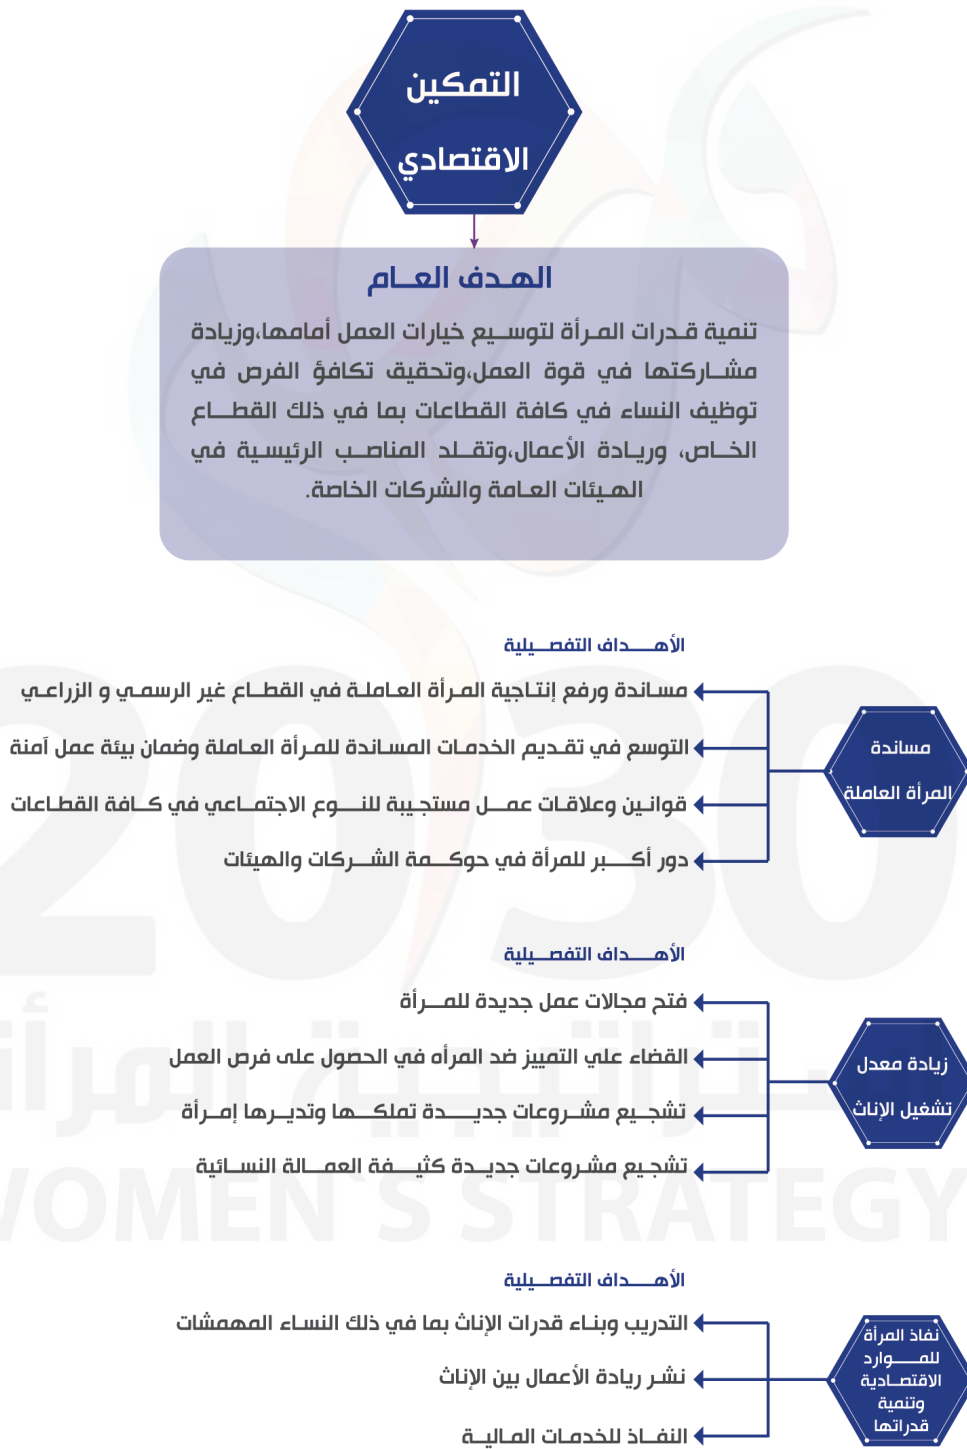 التمكين
الاقتصادي
الهدف العام
تنمية قدرات المرأة لتوسيع خيارات العمل أمامها،وزيادة
مشاركتها في قوة العمل،وتحقيق تكافؤ الفرص في
توظيف النساء في كافة القطاعات بما في ذلك القطاع
الخاص، وريادة الأعمال،وتقلد المناصب الرئيسية في
الهيئات العامة والشركات الخاصة.
الأهداف التفصيلية
مساندة
المرأة العاملة
مساندة ورفع إنتاجية المرأة العاملة في القطاع غير الرسمي و الزراعي
التوسع في تقديم الخدمات المساندة للمرأة العاملة وضمان بيئة عمل آمنة
قوانين وعلاقات عمل مستجيبة للنوع الاجتماعي في كافة القطاعات
دور أكبر للمرأة في حوكمة الشركات والهيئات
الأهداف التفصيلية
زيادة معدل
تشغيل الإناث
فتح مجالات عمل جديدة للمرأة
القضاء علي التمييز ضد المرأه في الحصول على فرص العمل
تشجيع مشروعات جديدة تملكها وتديرها إمرأة
تشجيع مشروعات جديدة كثيفة العمالة النسائية
الأهداف التفصيلية
نفاذ المرأة
للموارد
الاقتصادية
وتنمية
قدراتها
التدريب وبناء قدرات الإناث بما في ذلك النساء المهمشات
نشر ريادة الأعمال بين الإناث
النفاذ للخدمات المالية
2030
استراتيجية المرأة
WOMEN`S STRATEGY